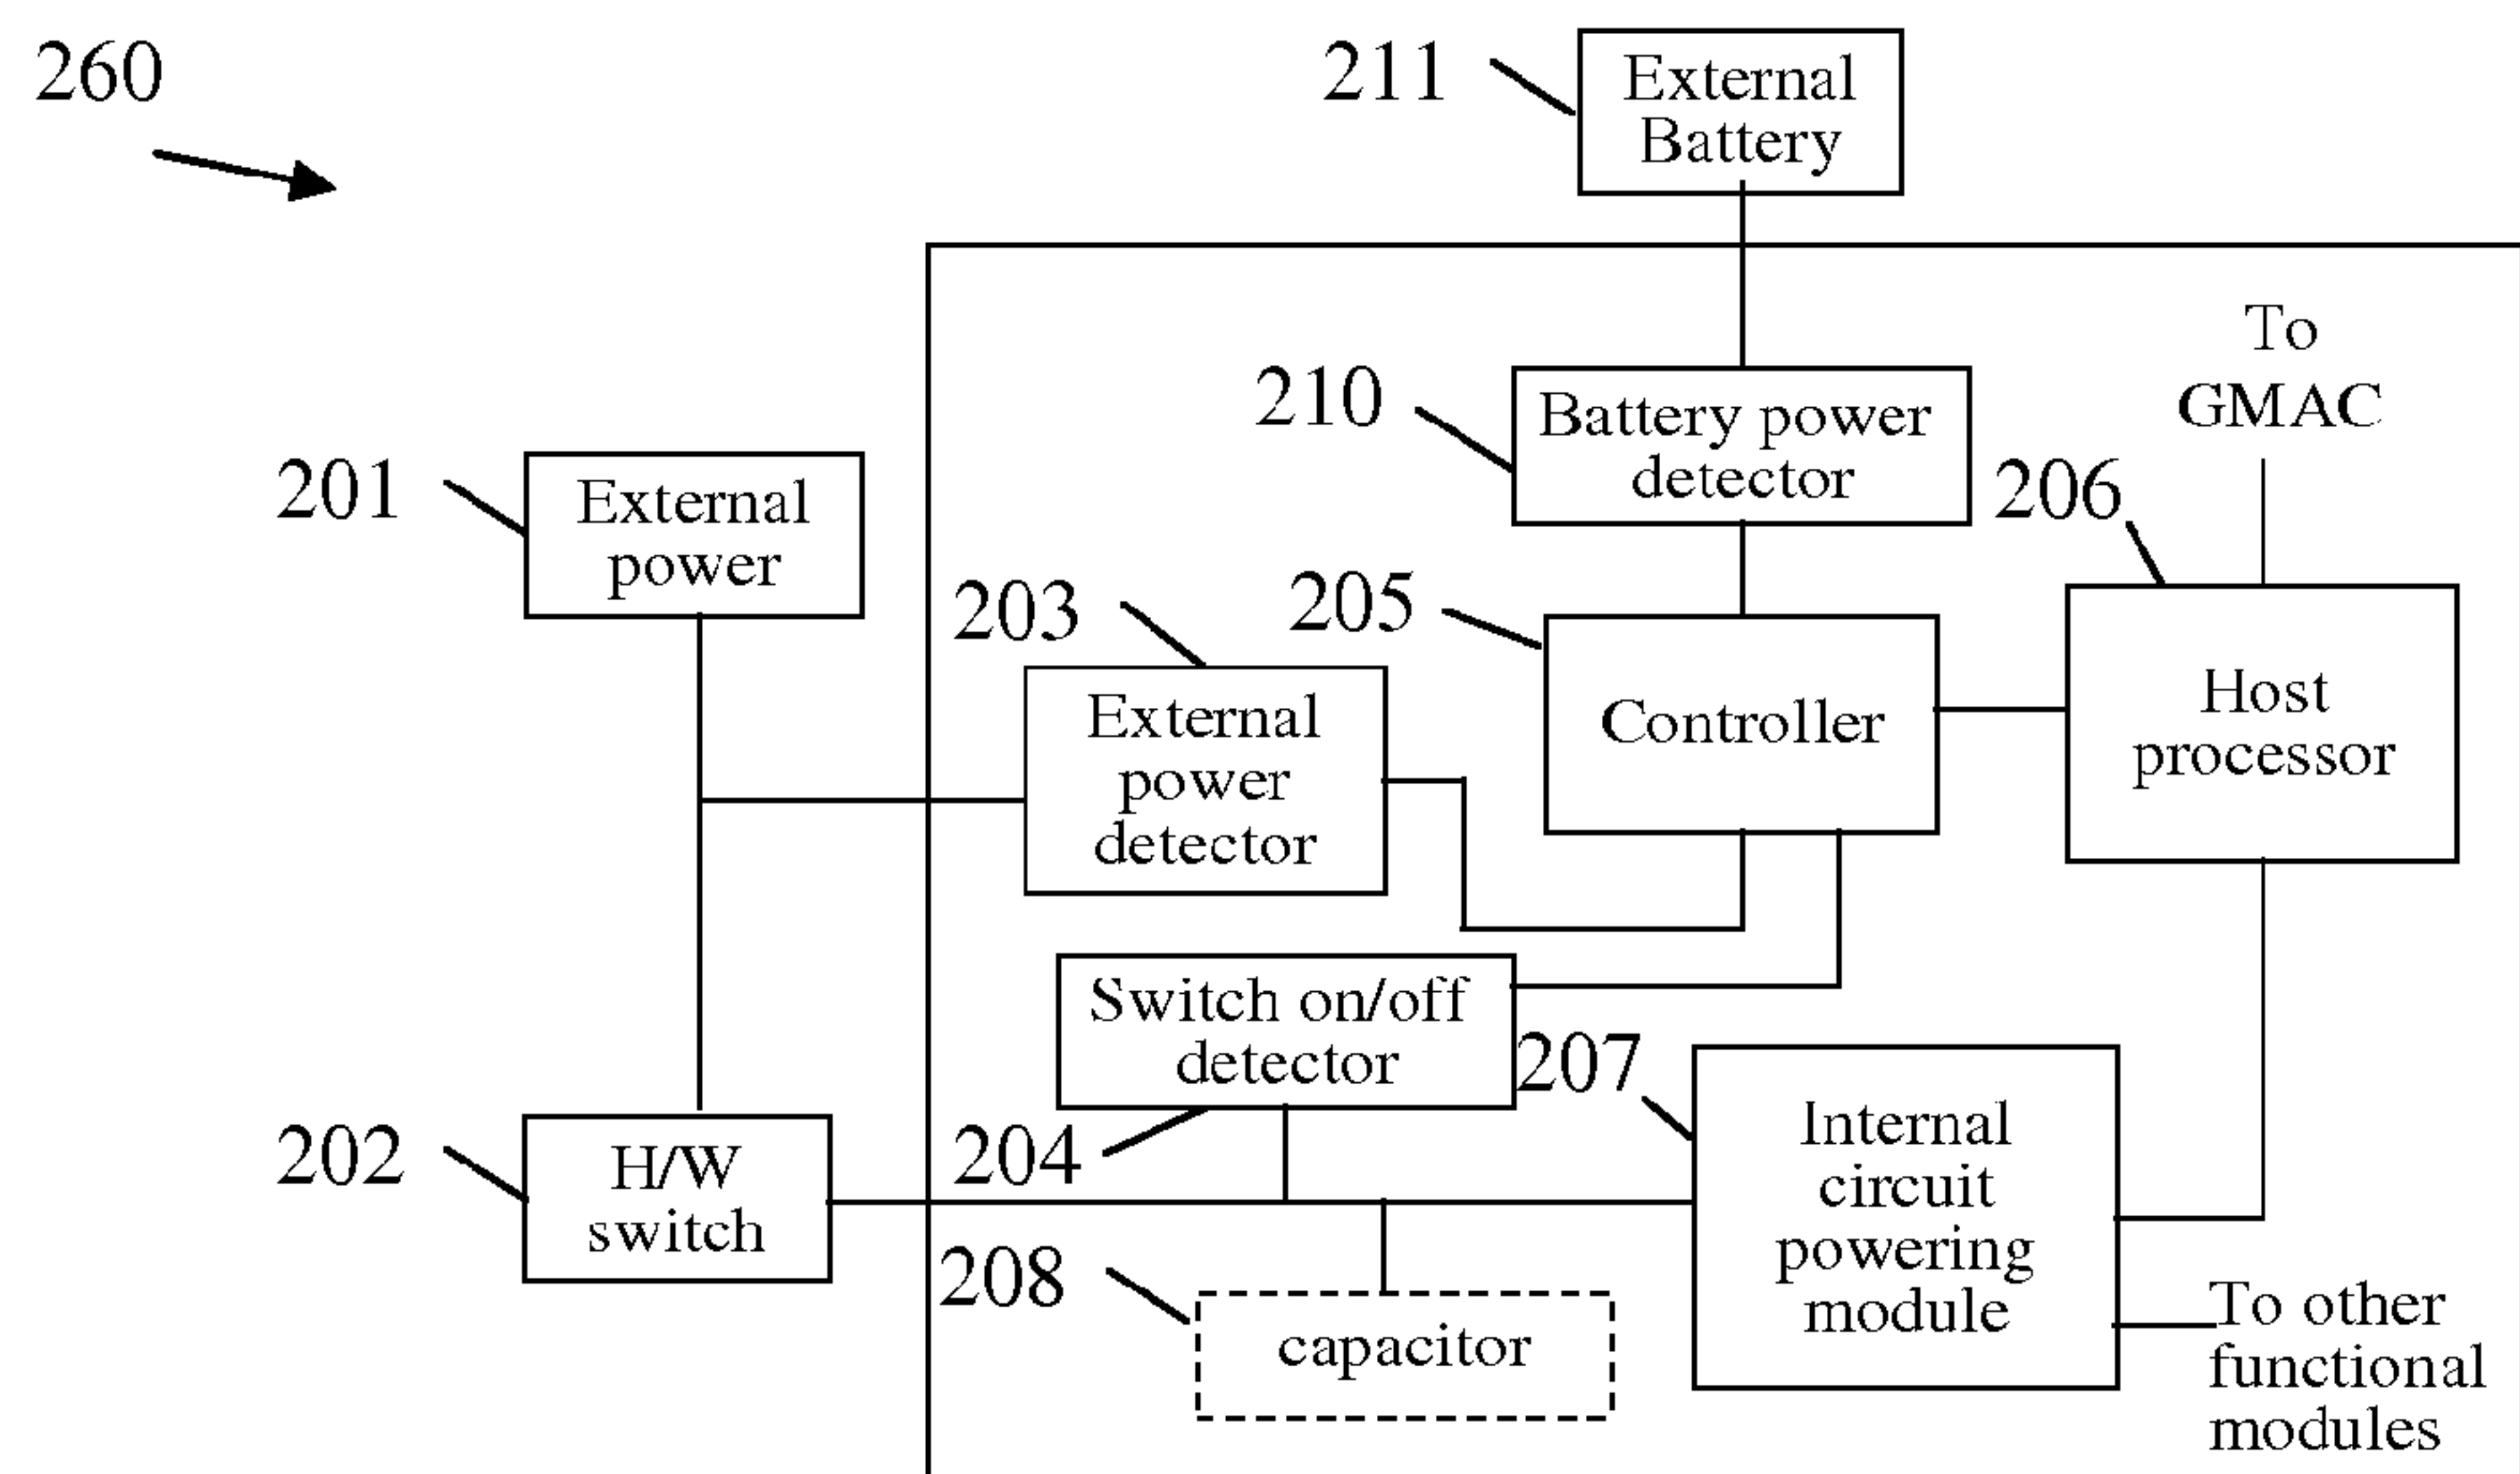 260
211
External
Battery
To
GMAC
210
Battery power
detector
201
External
power
206
203
205
External
power
detector
Controller
Host
processor
Switch on/off
detector
207
202
H/W
switch
204
Internal
circuit
powering
module
208
capacitor
To other
functional
modules